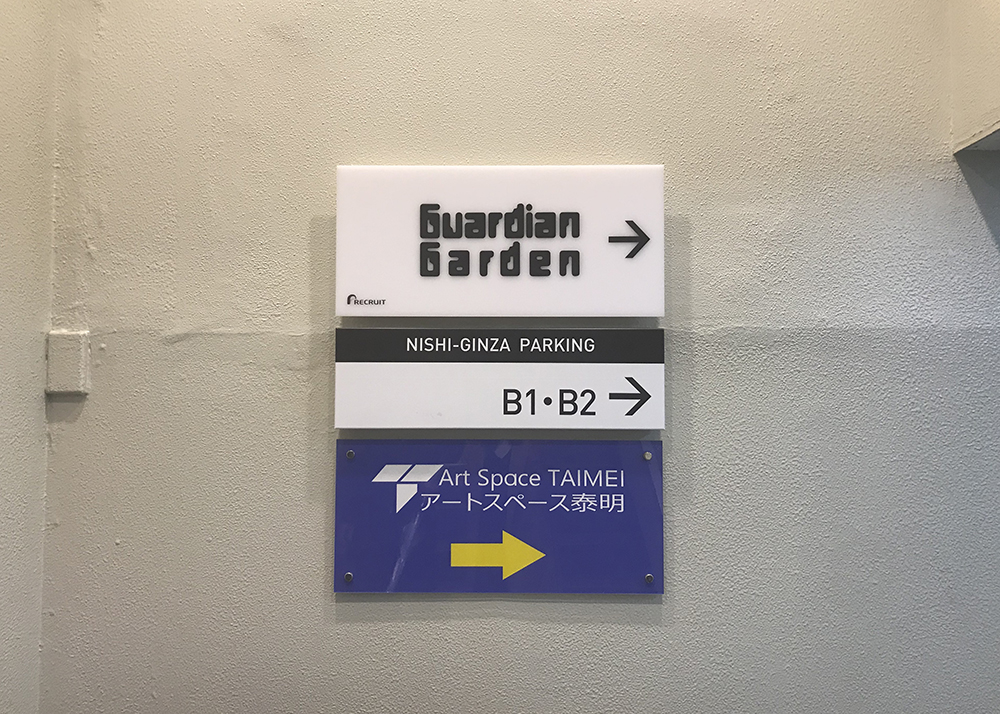 Guardian
Garden
RECRUIT
NISHI-GINZA PARKING
B1・B2
Art Space TAIMEI
アートスペース泰明